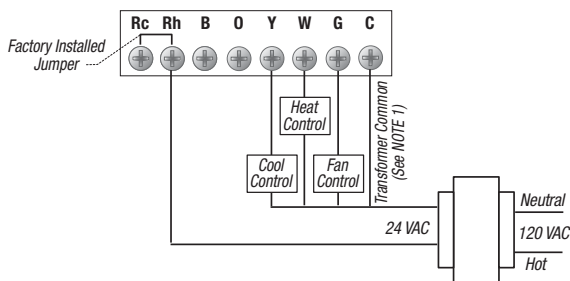 Rc Rh B O Y W G C
Factory Installed
Jumper
Heat
Control
Cool
Control
Fan
Control
Transformer Common
(See NOTE 1)
24 VAC
Neutral
120 VAC
Hot